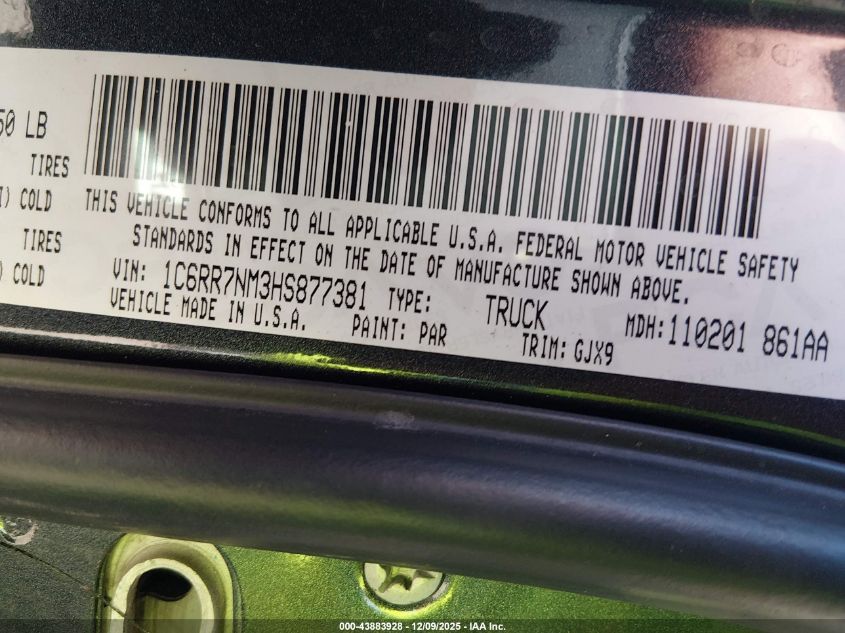 50 LB
TIRES
COLD
TIRES
COLD
THIS VEHICLE CONFORMS TO ALL APPLICABLE U.S.A. FEDERAL MOTOR VEHICLE SAFETY
STANDARDS IN EFFECT ON THE DATE OF MANUFACTURE SHOWN ABOVE.
VIN: 1C6RR7NM3HS877381 TYPE: TRUCK MDH:110201 861AA
VEHICLE MADE IN U.S.A. PAINT: PAR TRIM: GJX9
000-43883928 - 12/09/2025 - IAA Inc.